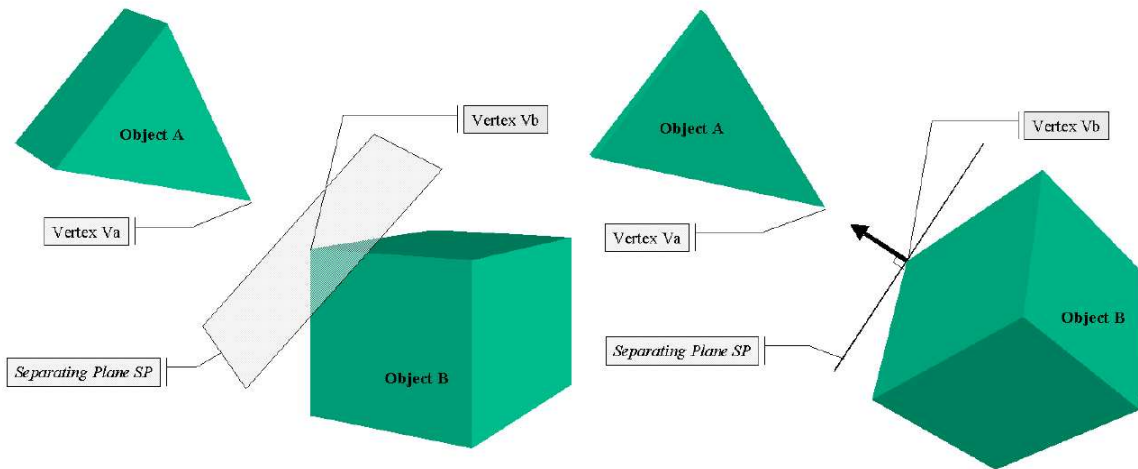 Object A
Vertex Vb
Vertex Va
Separating Plane SP
Object B
Object A
Vertex Vb
Vertex Va
Separating Plane SP
Object B